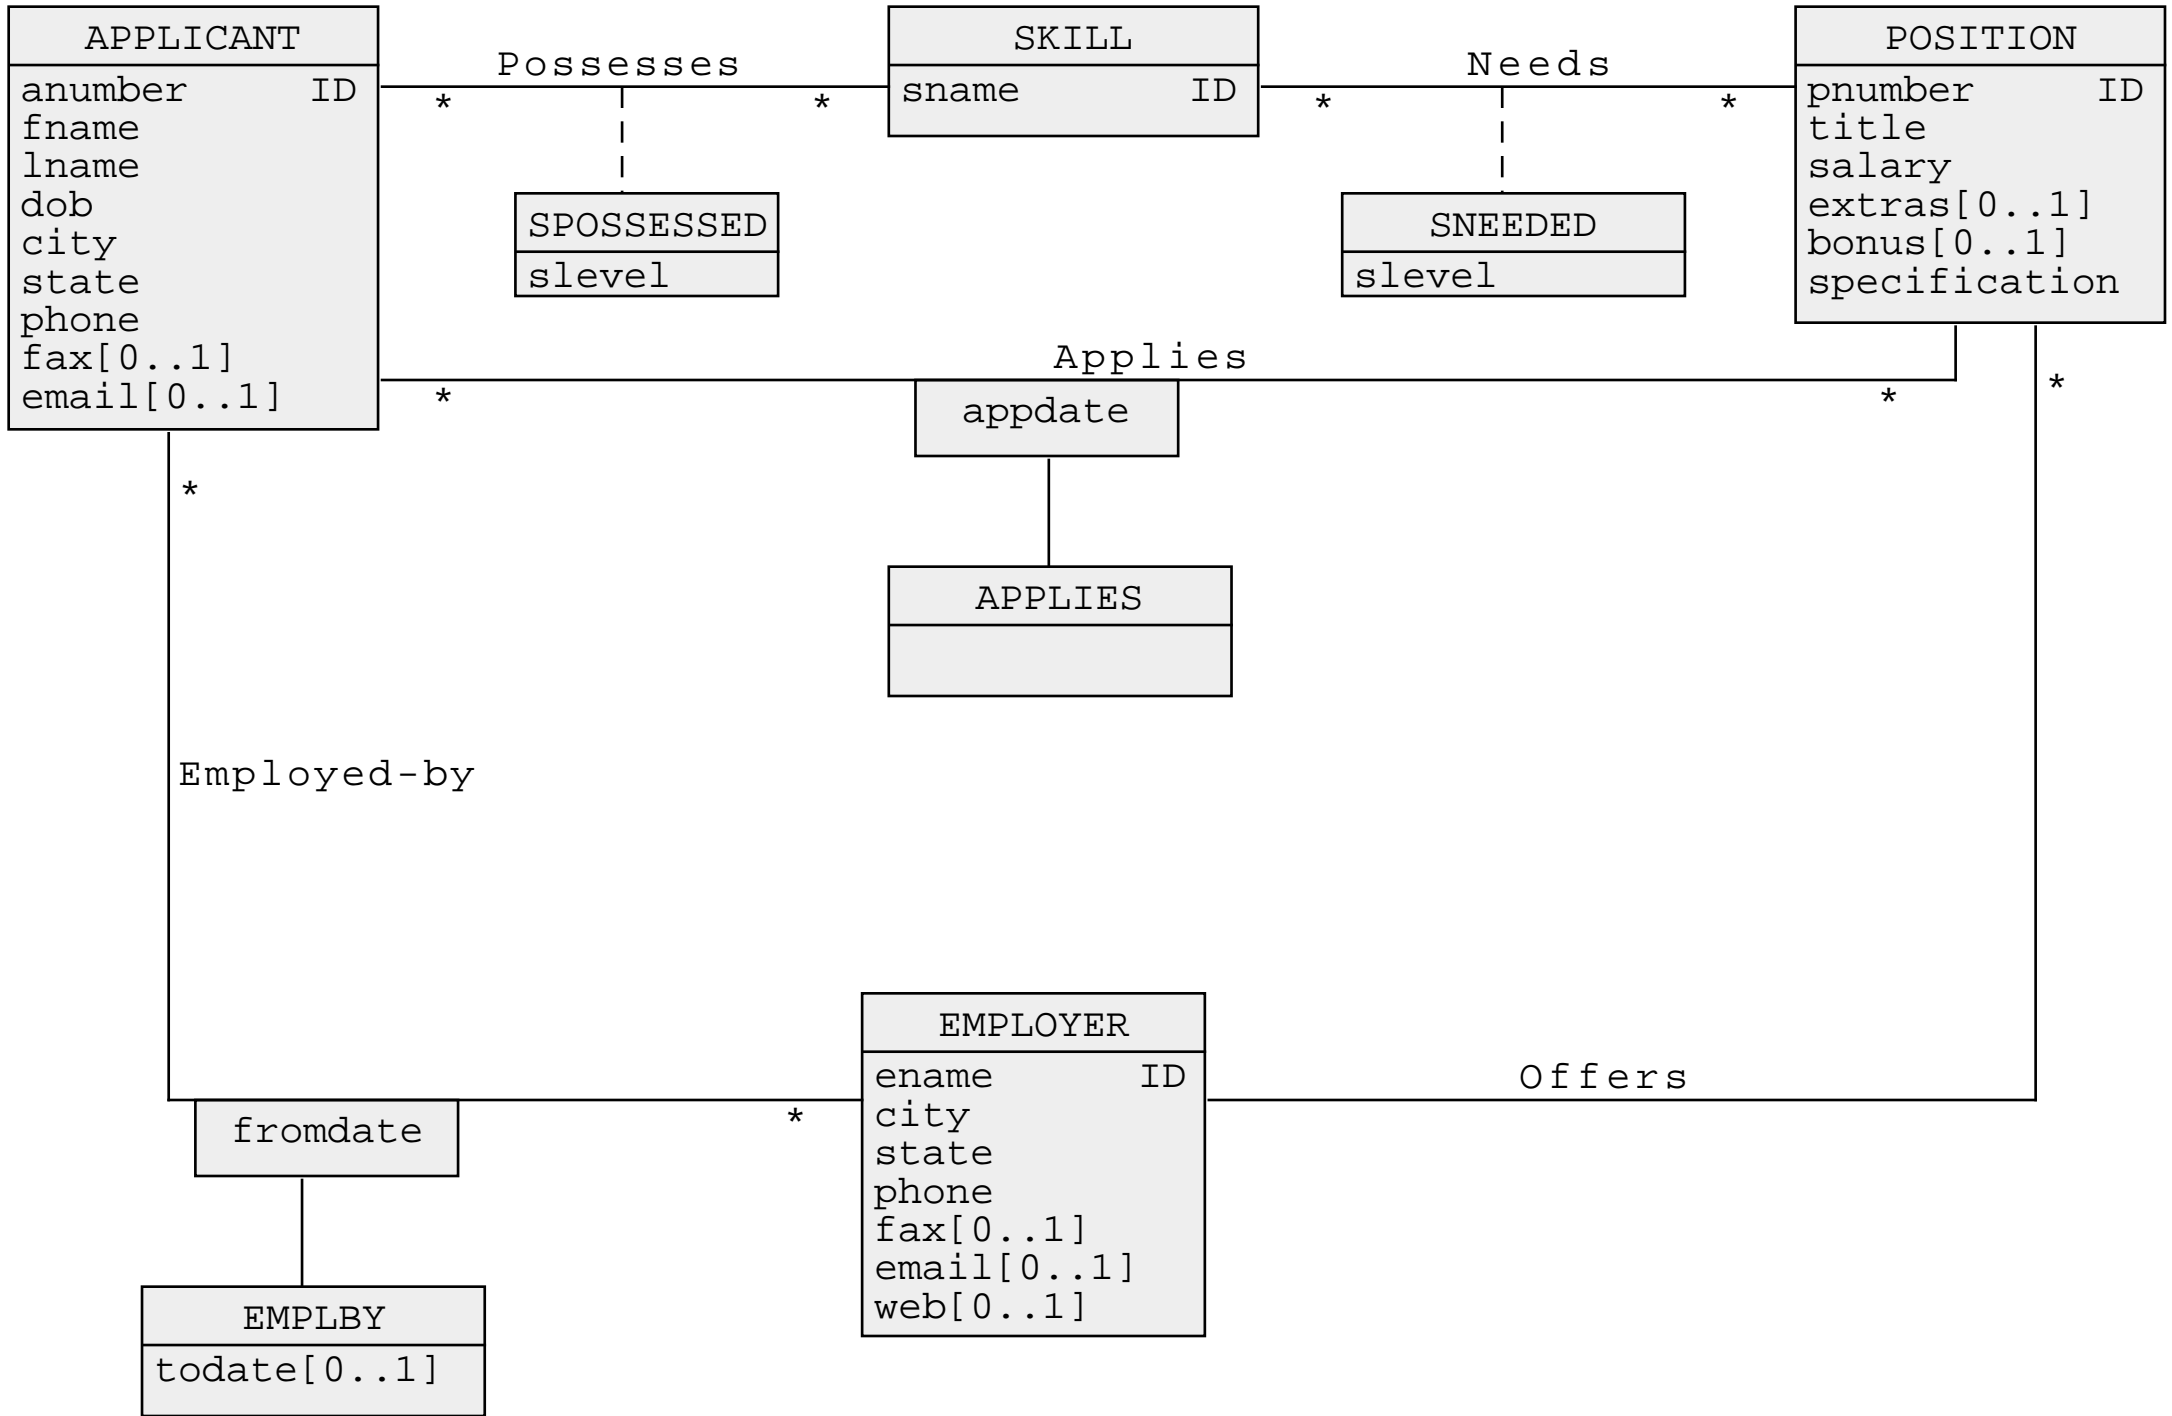 APPLICANT
anumber ID
fname
lname
dob
city
state
phone
fax[0..1]
email[0..1]
Possesses
*
*
SPOSSESSED
slevel
SKILL
sname ID
Needs
*
*
SNEEDED
slevel
POSITION
pnumber ID
title
salary
extras[0..1]
bonus[0..1]
specification
Applies
*
*
appdate
APPLIES
*
*
Employed-by
*
fromdate
EMPLBY
todate[0..1]
EMPLOYER
ename ID
city
state
phone
fax[0..1]
email[0..1]
web[0..1]
Offers